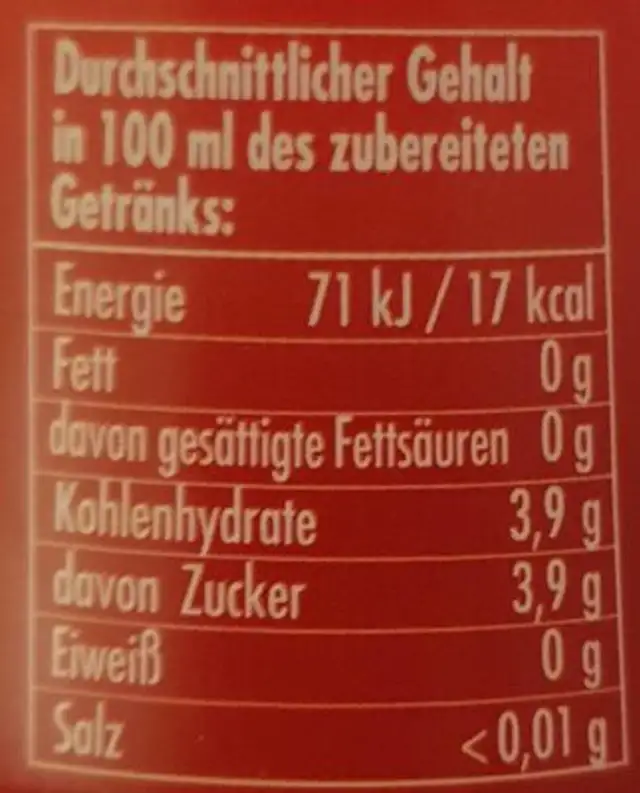 Durchschnittlicher Gehalt
in 100 ml des zubereiteten
Getränks:
Energie 71 kJ / 17 kcal
Fett 0 g
davon gesättigte Fettsäuren 0 g
Kohlenhydrate 3,9 g
davon Zucker 3,9 g
Eiweiß 0 g
Salz <0,01 g